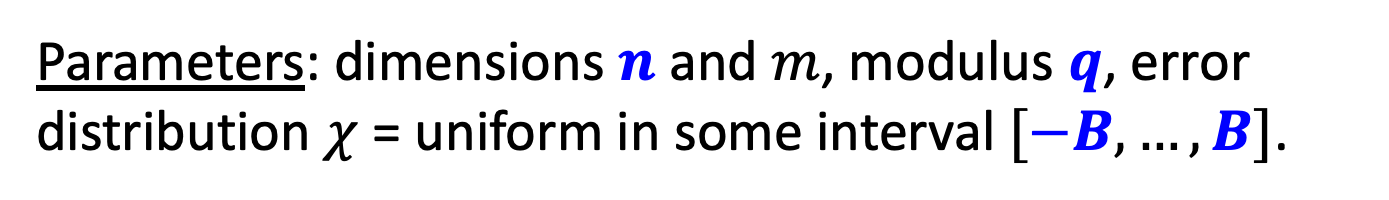 Parameters: dimensions n and m, modulus q, error
distribution χ = uniform in some interval [−B, ... , B].